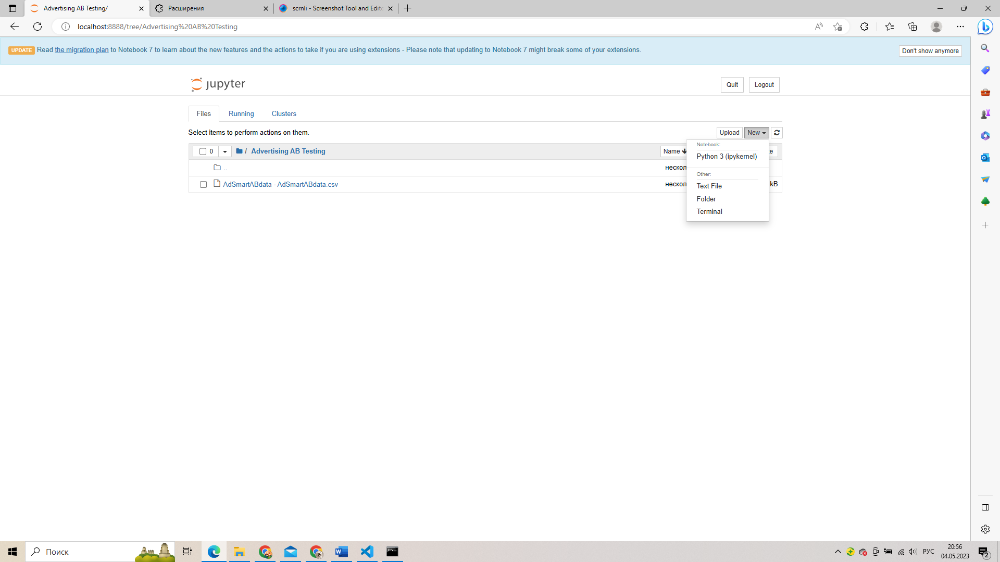 Advertising AB Testing/
Расширения
scrnli - Screenshot Tool and Edito
localhost:8888/tree/Advertising%20AB%20Testing
UPDATE Read the migration plan to Notebook 7 to learn about the new features and the actions to take if you are using extensions - Please note that updating to Notebook 7 might break some of your extensions.
Don't show anymore
jupyter
Quit
Logout
Files
Running
Clusters
Select items to perform actions on them.
Upload
New
0
/ Advertising AB Testing
Name
ze
..
нескол
AdSmartABdata - AdSmartABdata.csv
нескол
kB
Notebook:
Python 3 (ipykernel)
Other:
Text File
Folder
Terminal
Поиск
РУС
20:56
04.05.2023
2